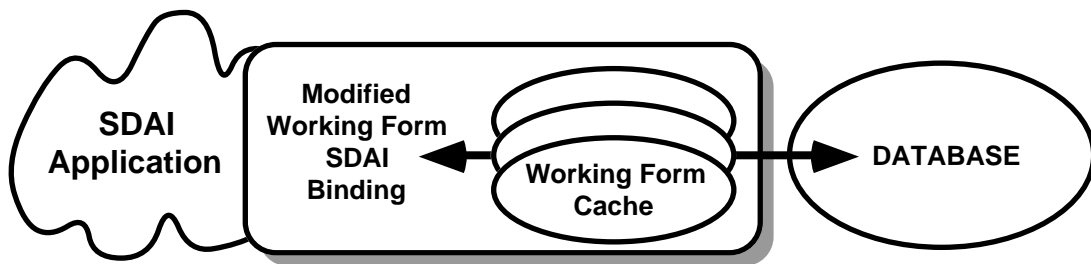 SDAI
Application
Modified
Working Form
SDAI
Binding
Working Form
Cache
DATABASE